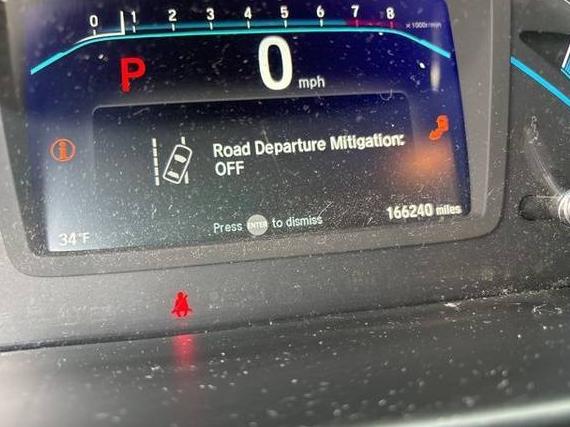 0 1 2 3 4 5 6 7 8
x 1000r/min
P 0 mph
Road Departure Mitigation:
OFF
166240 miles
34°F
Press ENTER to dismiss